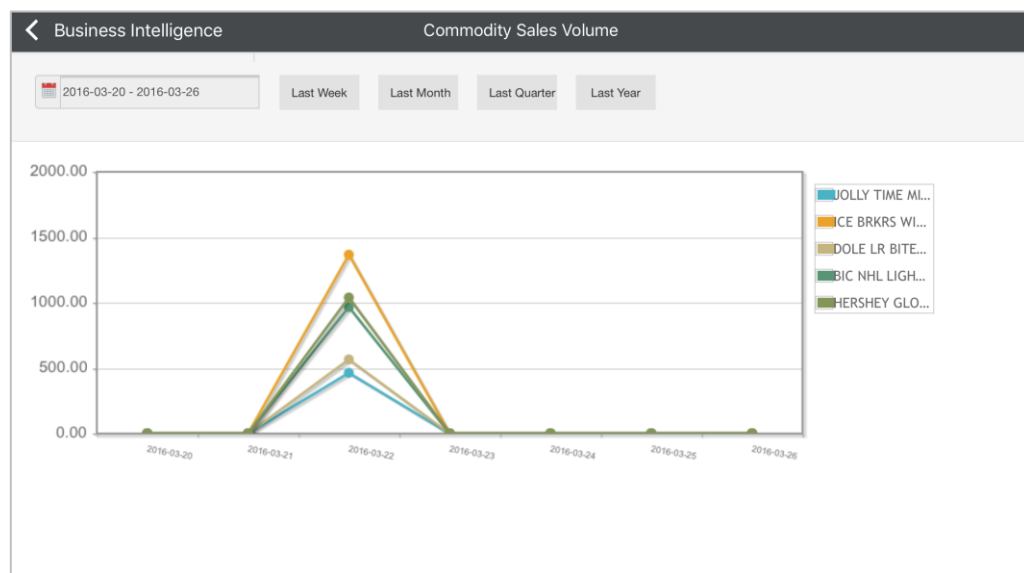 Business Intelligence
Commodity Sales Volume
2016-03-20 - 2016-03-26
Last Week
Last Month
Last Quarter
Last Year
2000.00
1500.00
1000.00
500.00
0.00
2016-03-20
2016-03-21
2016-03-22
2016-03-23
2016-03-24
2016-03-25
2016-03-26
JOLLY TIME MI...
ICE BRKRS WI...
DOLE LR BITE...
BIC NHL LIGH...
HERSHEY GLO...